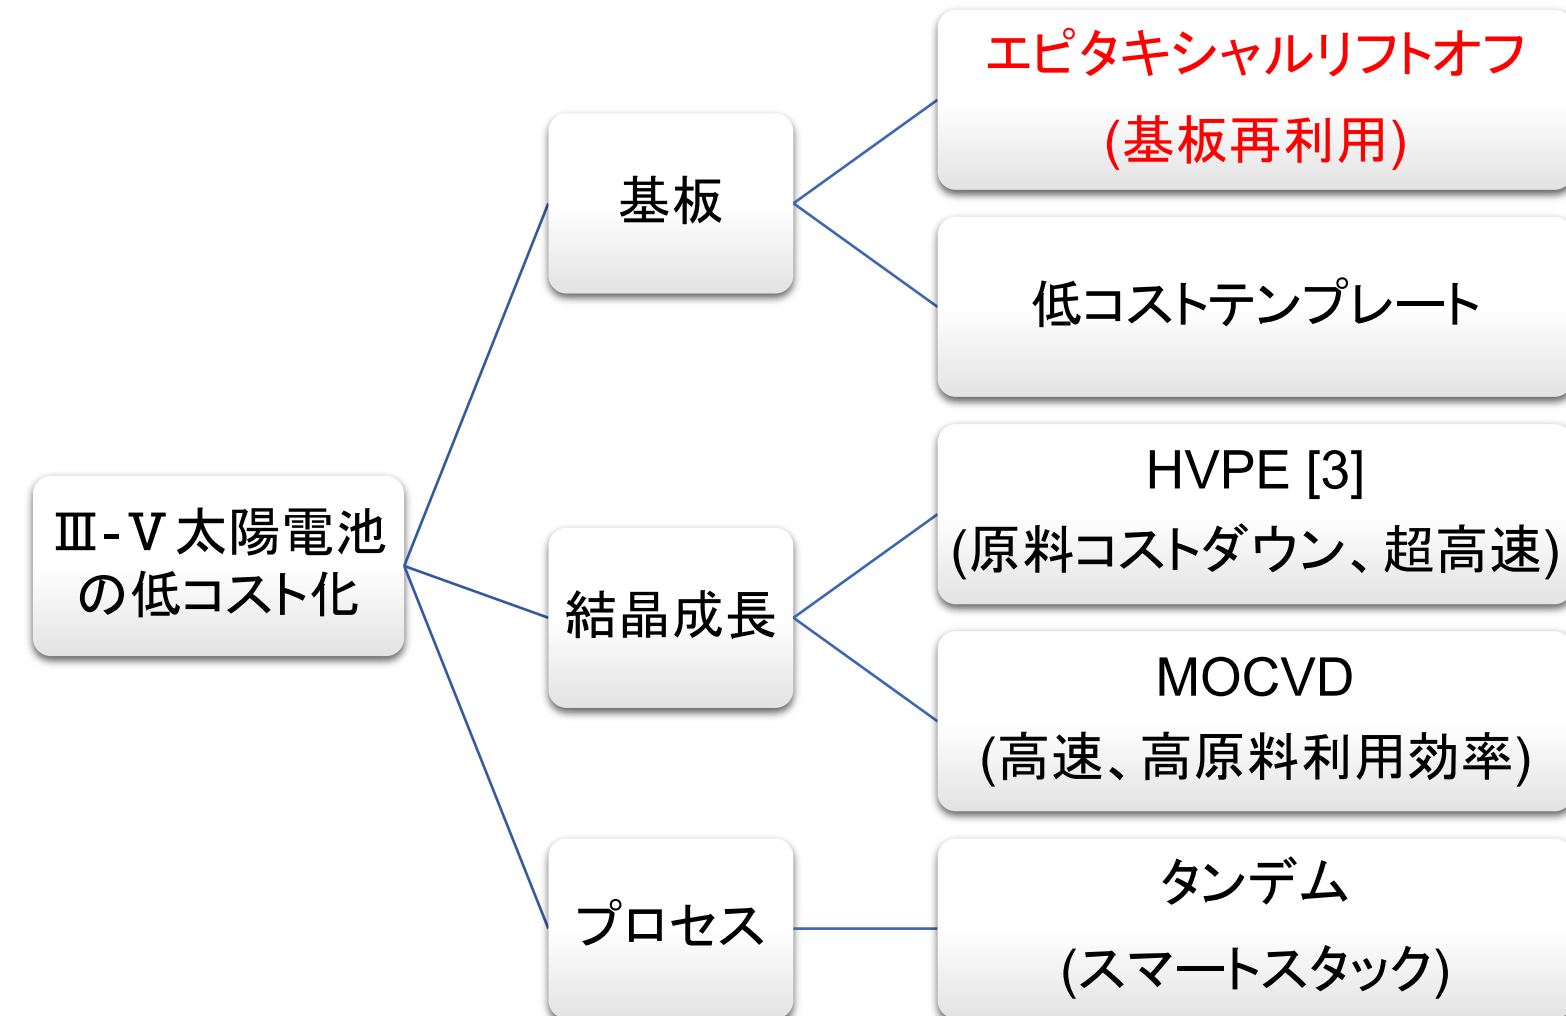 Ⅲ-Ⅴ太陽電池
の低コスト化
基板
エピタキシャルリフトオフ
(基板再利用)
低コストテンプレート
結晶成長
HVPE [3]
(原料コストダウン、超高速)
MOCVD
(高速、高原料利用効率)
プロセス
タンデム
(スマートスタック)